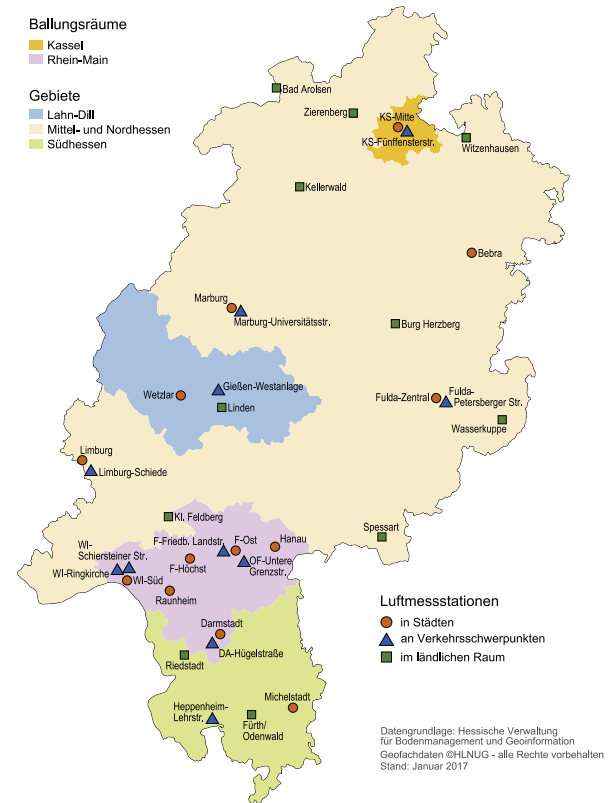 Ballungsräume
Kassel
Rhein-Main
Gebiete
Lahn-Dill
Mittel- und Nordhessen
Südhessen
Bad Arolsen
Zierenberg
KS-Mitte
KS-Fünffensterstr.
Witzenhausen
Kellerwald
Bebra
Marburg
Marburg-Universitätsstr.
Burg Herzberg
Gießen-Westanlage
Wetzlar
Linden
Fulda-Zentral
Fulda-
Petersberger Str.
Wasserkuppe
Limburg
Limburg-Schiede
Kl. Feldberg
Spessart
F-Friedb. Landstr.
F-Ost
Hanau
WI-
Schiersteiner Str.
WI-Ringkirche
WI-Süd
F-Höchst
OF-Untere
Grenzstr.
Raunheim
Darmstadt
DA-Hügelstraße
Riedstadt
Michelstadt
Heppenheim-
Lehrstr.
Fürth/
Odenwald
Luftmessstationen
in Städten
an Verkehrsschwerpunkten
im ländlichen Raum
Datengrundlage: Hessische Verwaltung
für Bodenmanagement und Geoinformation
Geofachdaten ©HLNUG - alle Rechte vorbehalten
Stand: Januar 2017